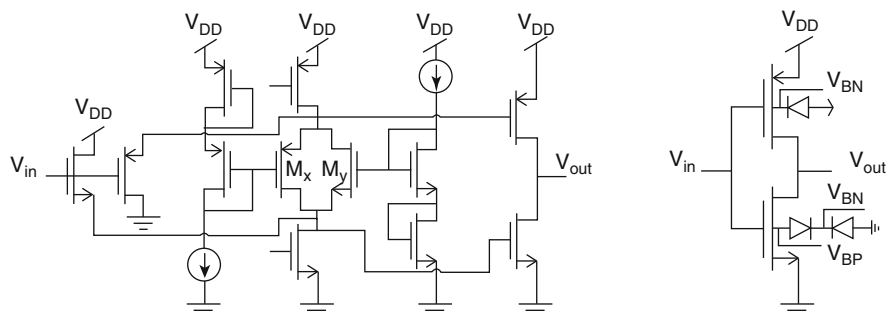 V_DD V_DD V_DD V_DD V_DD
V_DD V_BN
V_in M_x M_y V_out V_in V_out
V_BN
V_BP